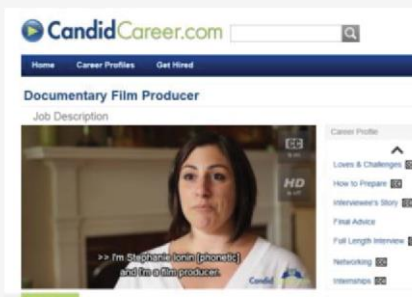 CandidCareer.com
Home Career Profiles Get Hired
Documentary Film Producer
Job Description
CC
HD
>> I'm Stephanie Ionin [phonetic]
and I'm a film producer.
Candid
Career Profile
Loves & Challenges
How to Prepare
Interviewee's Story
Final Advice
Full Length Interview
Networking
Internships